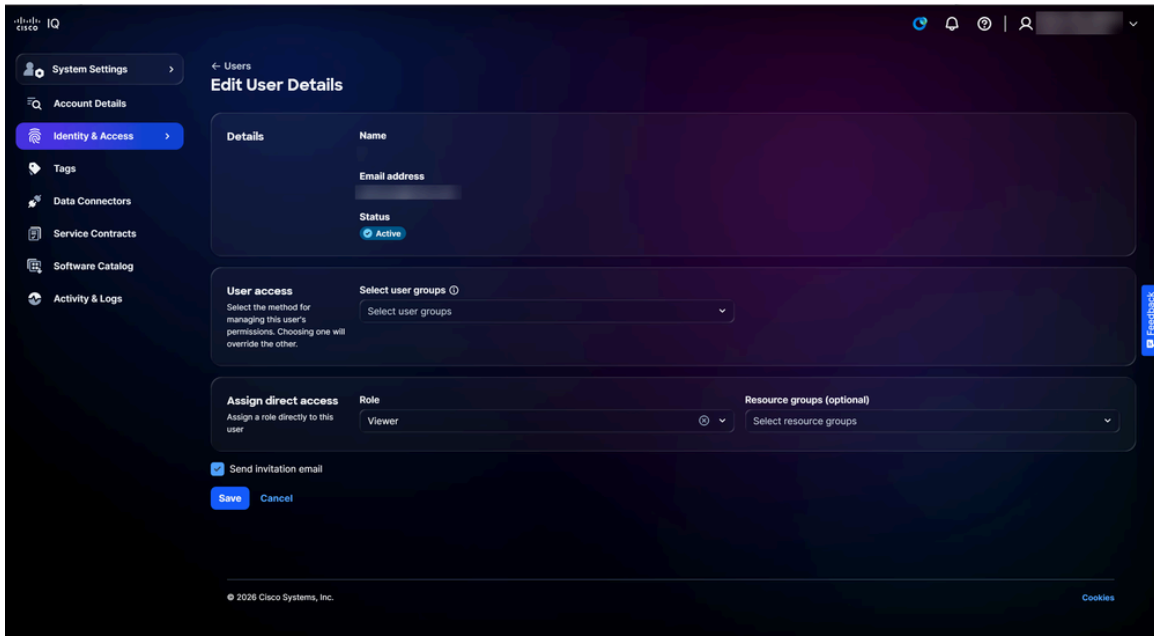 cisco IQ
System Settings
Account Details
Identity & Access
Tags
Data Connectors
Service Contracts
Software Catalog
Activity & Logs
← Users
Edit User Details
Details
Name
Email address
Status
Active
User access
Select the method for
managing this user's
permissions. Choosing one will
override the other.
Select user groups
Select user groups
Assign direct access
Assign a role directly to this
user
Role
Viewer
Resource groups (optional)
Select resource groups
Send invitation email
Save Cancel
Feedback
© 2026 Cisco Systems, Inc.
Cookies